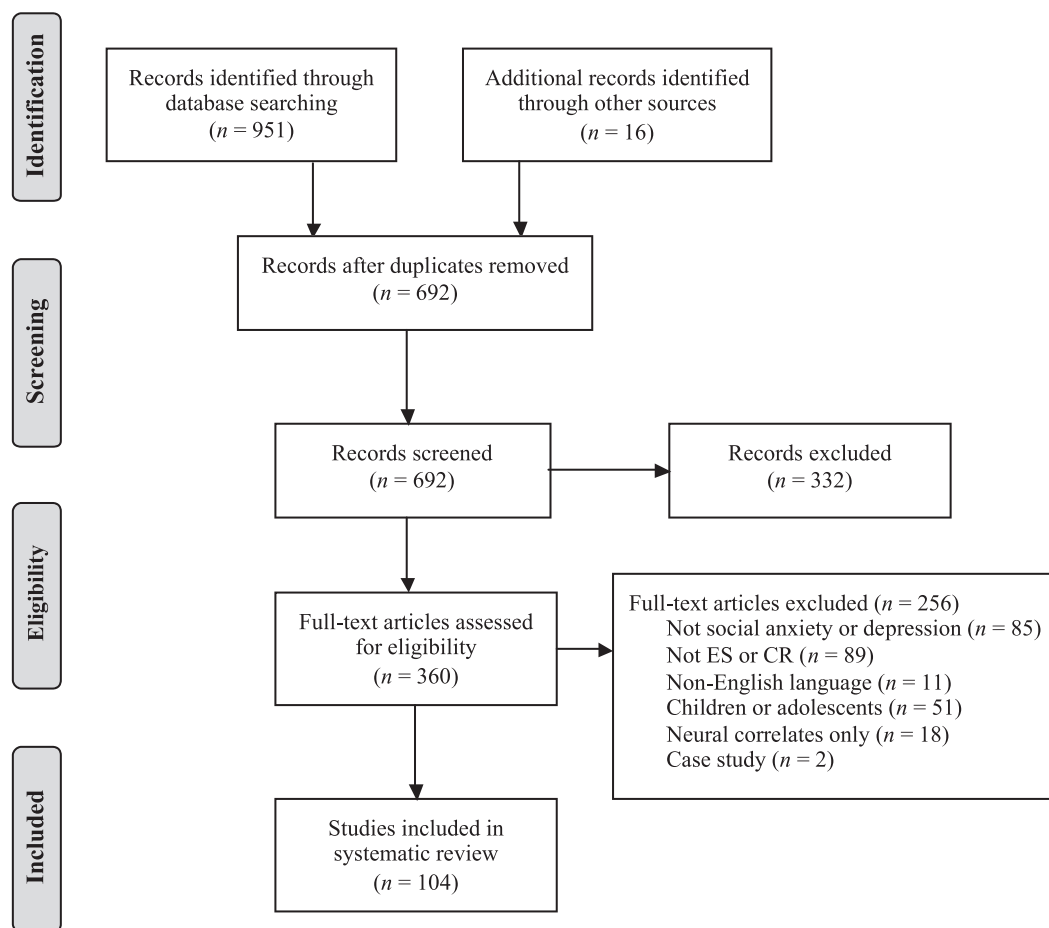 Identification
Records identified through
database searching
(n = 951)
Additional records identified
through other sources
(n = 16)
Screening
Records after duplicates removed
(n = 692)
Records screened
(n = 692)
Records excluded
(n = 332)
Eligibility
Full-text articles assessed
for eligibility
(n = 360)
Full-text articles excluded (n = 256)
Not social anxiety or depression (n = 85)
Not ES or CR (n = 89)
Non-English language (n = 11)
Children or adolescents (n = 51)
Neural correlates only (n = 18)
Case study (n = 2)
Included
Studies included in
systematic review
(n = 104)